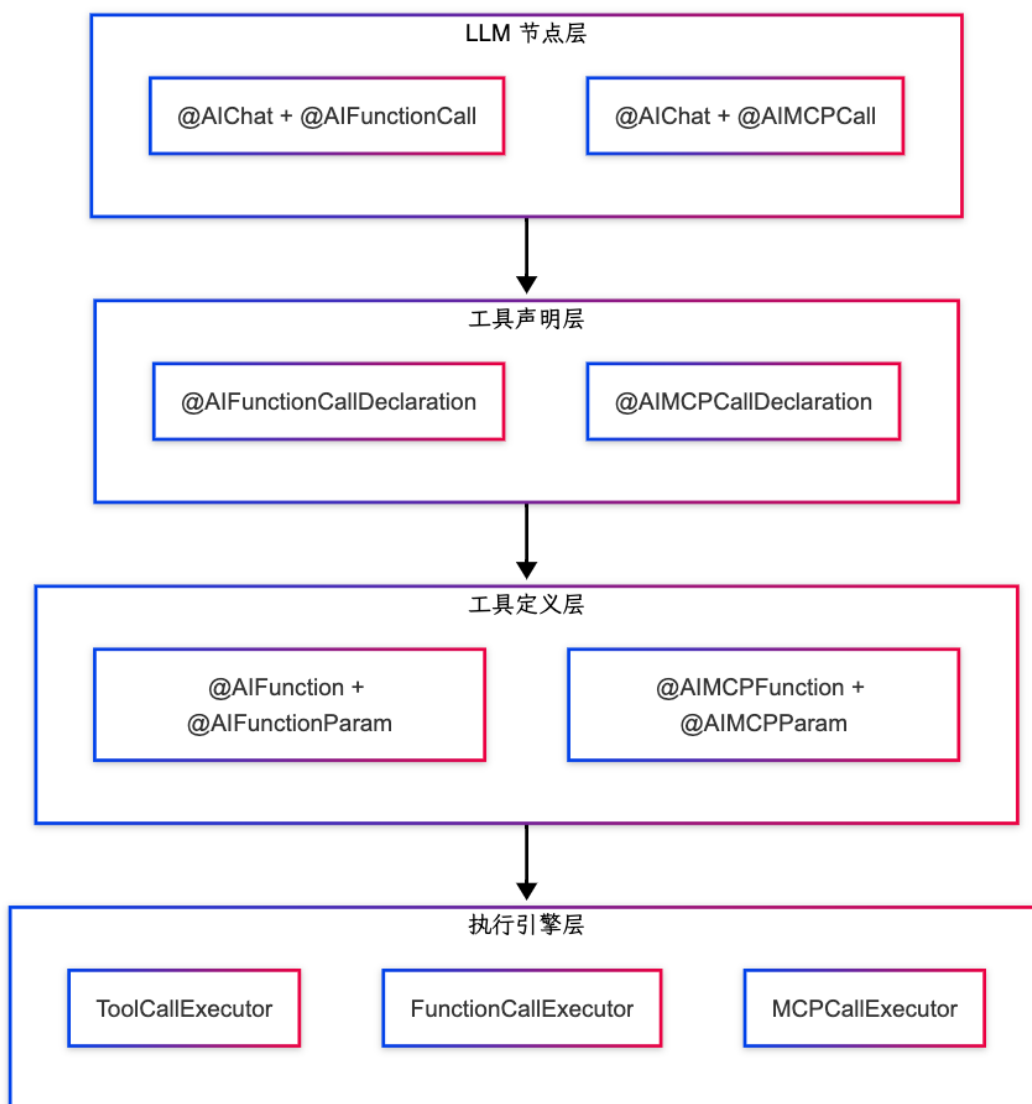 LLM 节点层
@AIChat + @AIFunctionCall
@AIChat + @AIMCPCall
工具声明层
@AIFunctionCallDeclaration
@AIMCPCallDeclaration
工具定义层
@AIFunction +
@AIFunctionParam
@AIMCPFunction +
@AIMCPParam
执行引擎层
ToolCallExecutor
FunctionCallExecutor
MCPCallExecutor